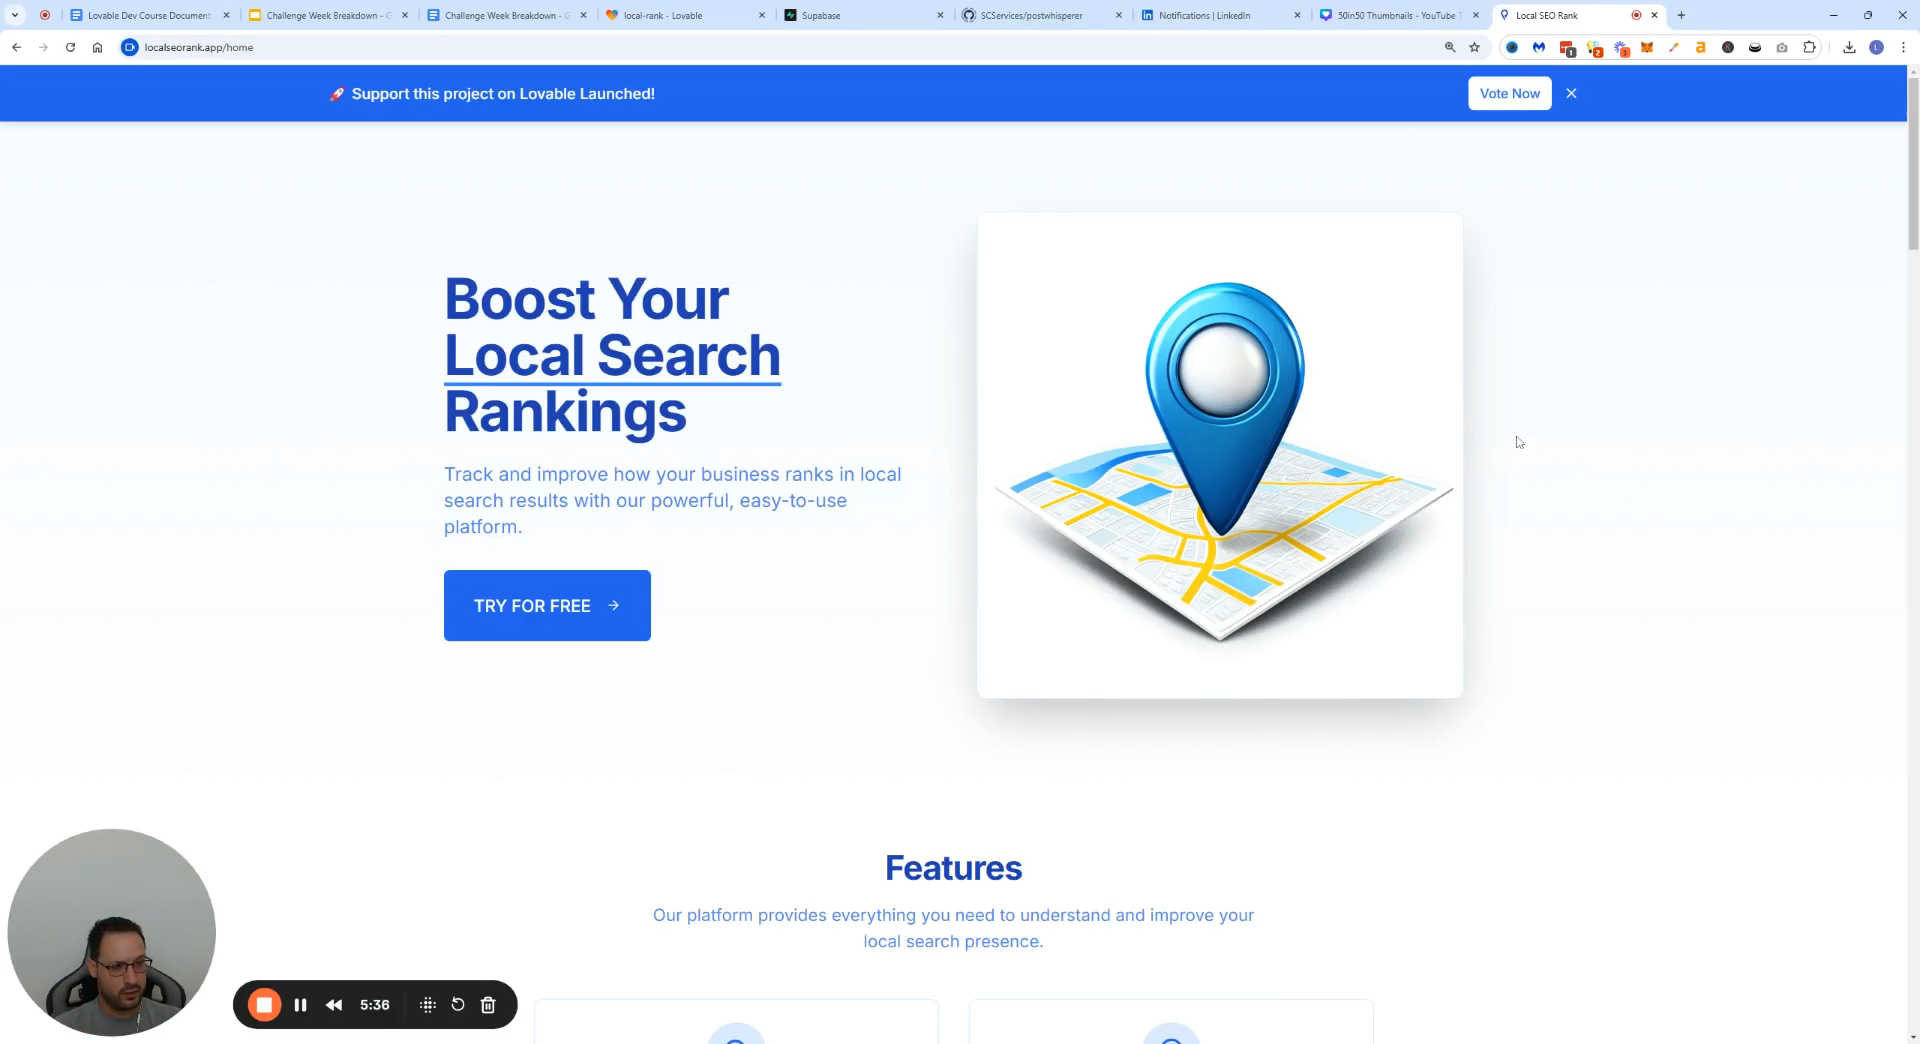 Lovable Dev Course Document
Challenge Week Breakdown - G
Challenge Week Breakdown - G
local-rank - Lovable
Supabase
SCServices/postwhisperer
Notifications | LinkedIn
50in50 Thumbnails - YouTube T
Local SEO Rank
localseorank.app/home
1
2
3
L
🚀 Support this project on Lovable Launched!
Vote Now
Boost Your
Local Search
Rankings
Track and improve how your business ranks in local
search results with our powerful, easy-to-use
platform.
TRY FOR FREE
Features
Our platform provides everything you need to understand and improve your
local search presence.
5:36